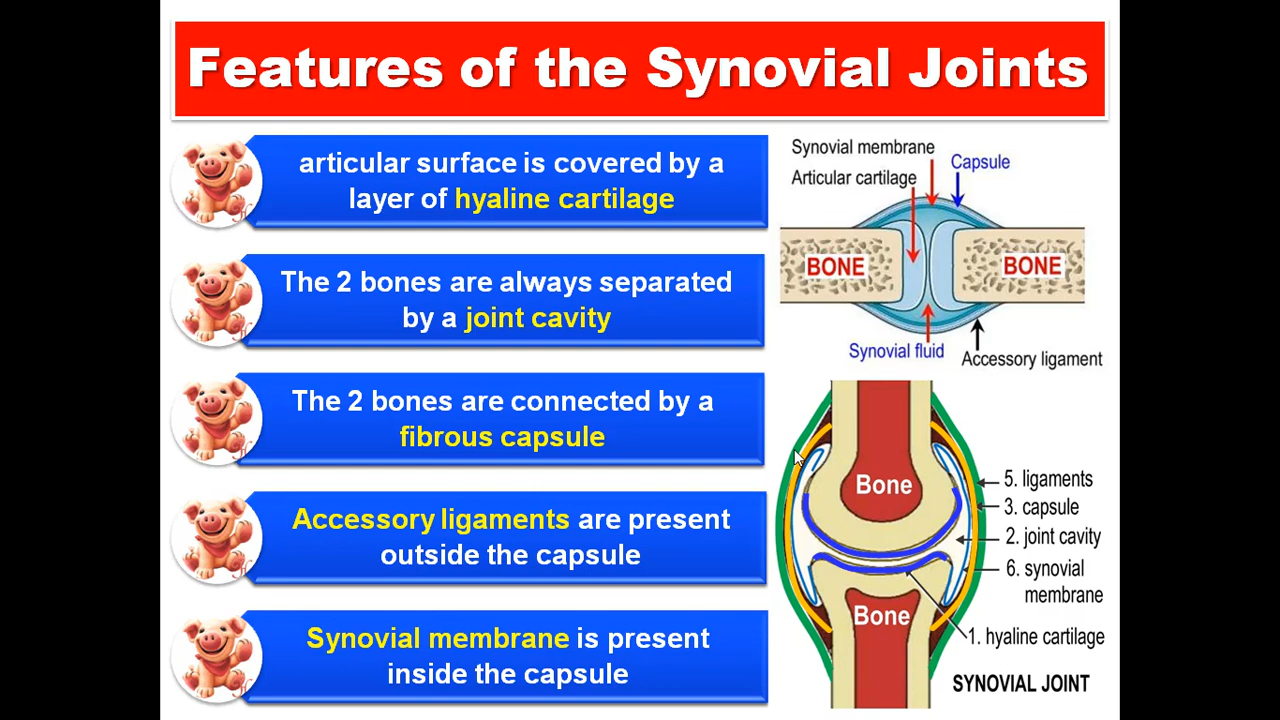 Features of the Synovial Joints
articular surface is covered by a
layer of hyaline cartilage
The 2 bones are always separated
by a joint cavity
The 2 bones are connected by a
fibrous capsule
Accessory ligaments are present
outside the capsule
Synovial membrane is present
inside the capsule
Synovial membrane
Capsule
Articular cartilage
BONE
BONE
Synovial fluid
Accessory ligament
Bone
5. ligaments
3. capsule
2. joint cavity
6. synovial
membrane
Bone
1. hyaline cartilage
SYNOVIAL JOINT